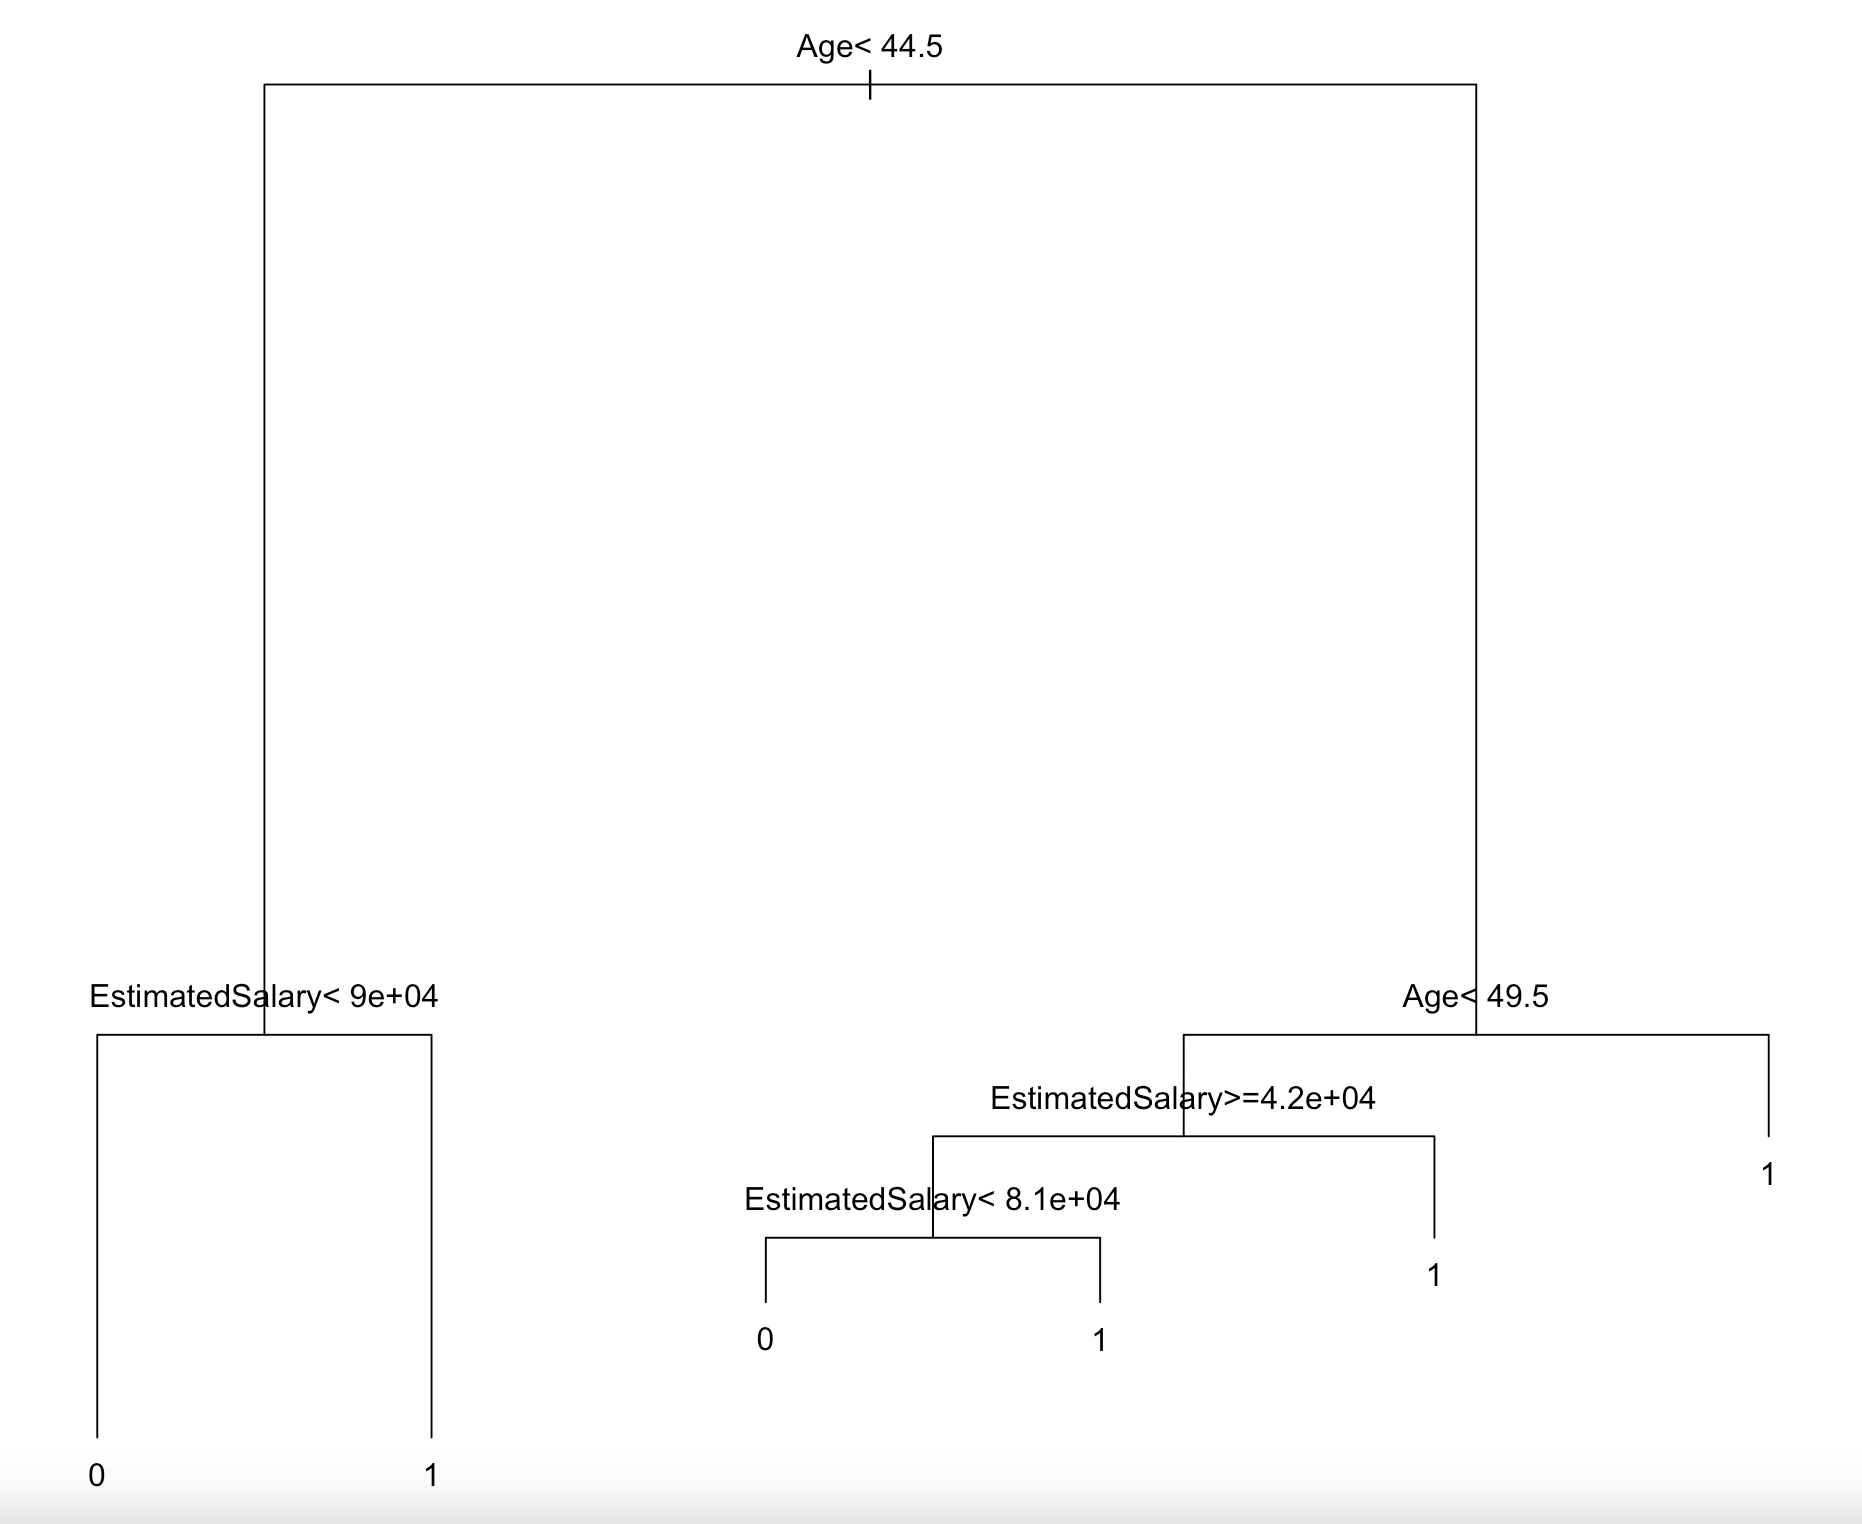 Age< 44.5
EstimatedSalary< 9e+04
Age< 49.5
EstimatedSalary>=4.2e+04
1
EstimatedSalary< 8.1e+04
1
0
1
0
1